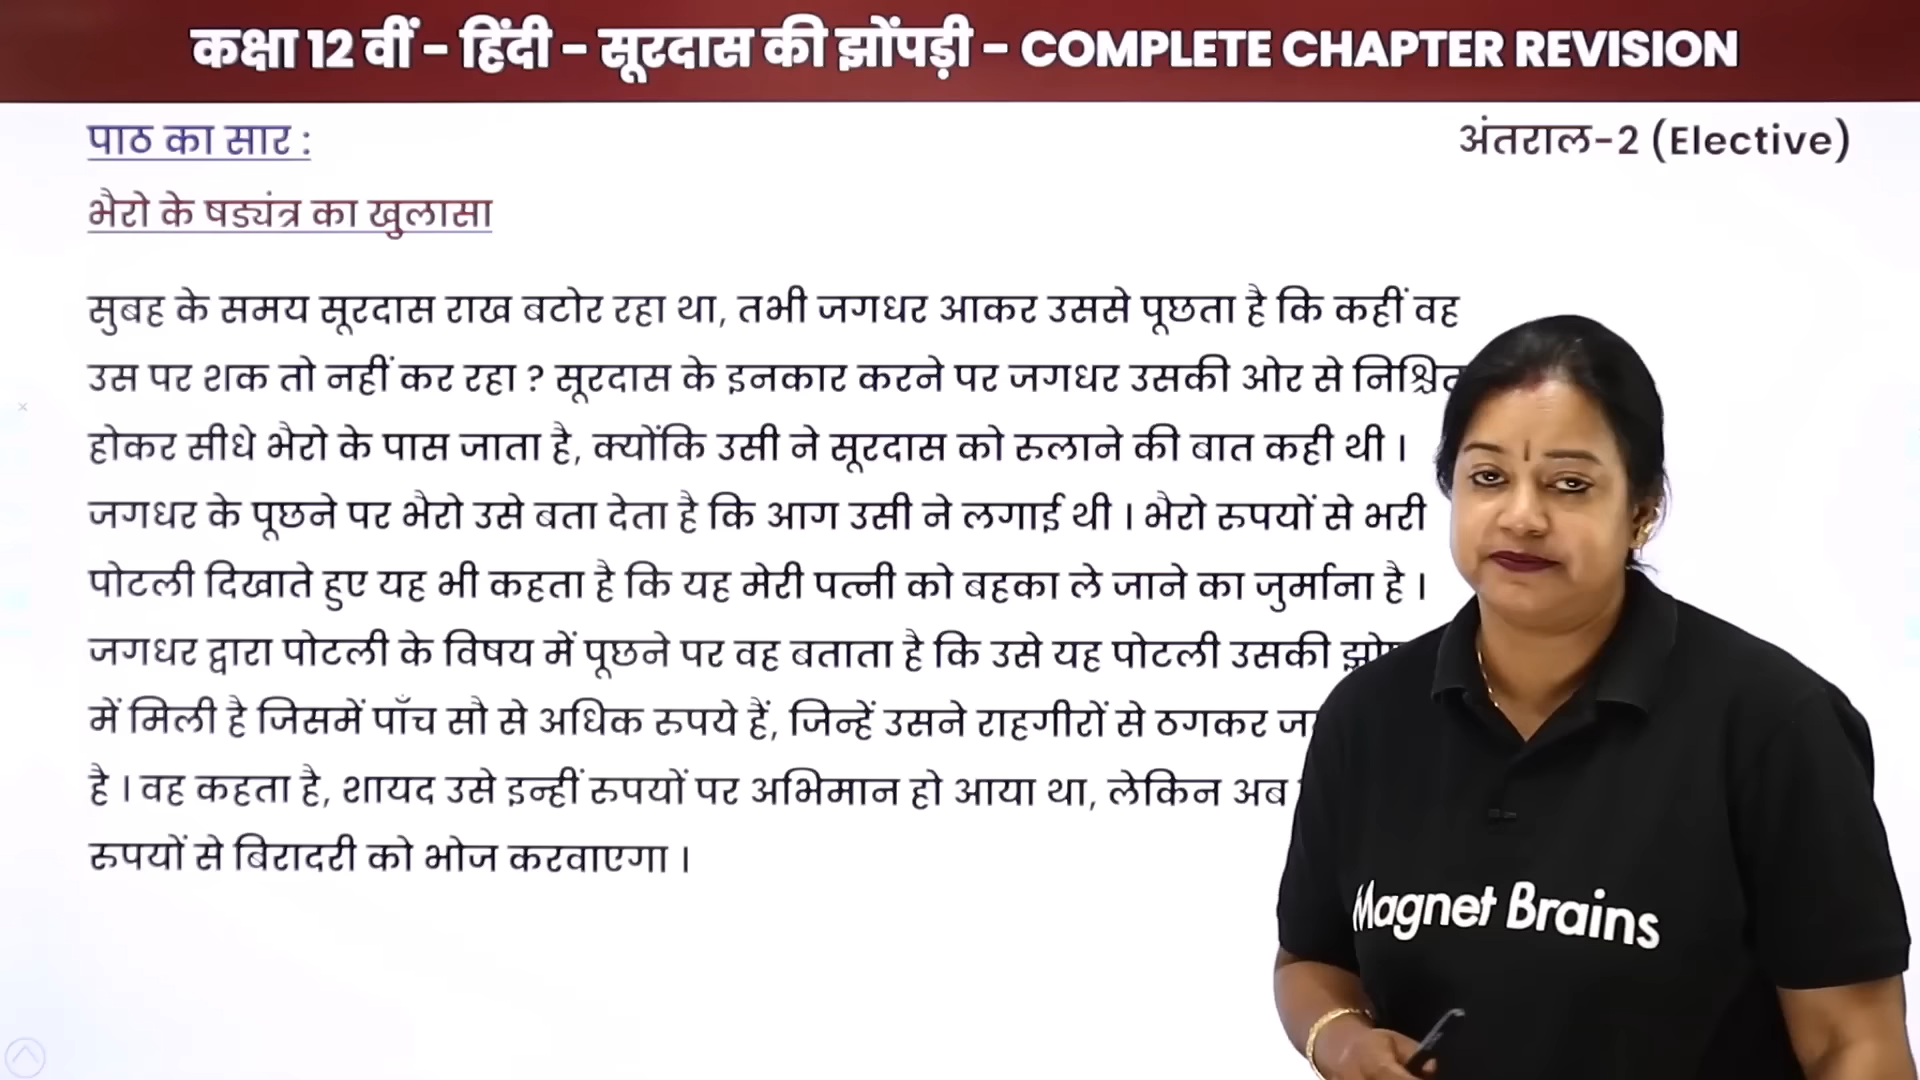 कक्षा 12 वीं – हिंदी – सूरदास की झोंपड़ी – COMPLETE CHAPTER REVISION
पाठ का सार :
अंतराल-2 (Elective)
भैरो के षड्यंत्र का खुलासा
सुबह के समय सूरदास राख बटोर रहा था, तभी जगधर आकर उससे पूछता है कि कहीं वह
उस पर शक तो नहीं कर रहा ? सूरदास के इनकार करने पर जगधर उसकी ओर से
होकर सीधे भैरो के पास जाता है, क्योंकि उसी ने सूरदास को रुलाने की बात कही थी ।
जगधर के पूछने पर भैरो उसे बता देता है कि आग उसी ने लगाई थी । भैरो रुपयों से भरी
पोटली दिखाते हुए यह भी कहता है कि यह मेरी पत्नी को बहका ले जाने का जुर्माना है ।
जगधर द्वारा पोटली के विषय में पूछने पर वह बताता है कि उसे यह पोटली उसकी
में मिली है जिसमें पाँच सौ से अधिक रुपये हैं, जिन्हें उसने राहगीरों से ठगकर
है । वह कहता है, शायद उसे इन्हीं रुपयों पर अभिमान हो आया था, लेकिन अब
रुपयों से बिरादरी को भोज करवाएगा ।
Magnet Brains